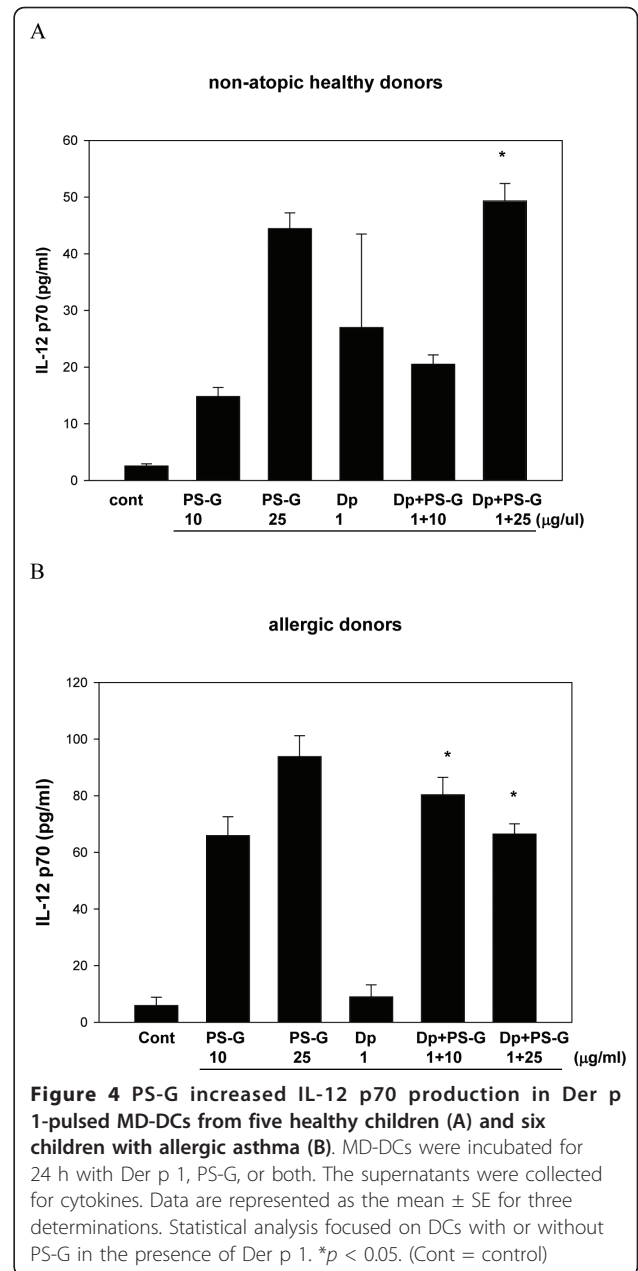 A
non-atopic healthy donors
60
50
40
30
20
10
0
IL-12 p70 (pg/ml)
cont PS-G PS-G Dp Dp+PS-G Dp+PS-G
10 25 1 1+10 1+25 (μg/ul)
*
B
allergic donors
120
100
80
60
40
20
0
IL-12 p70 (pg/ml)
Cont PS-G PS-G Dp Dp+PS-G Dp+PS-G
10 25 1 1+10 1+25 (μg/ml)
*
*
Figure 4 PS-G increased IL-12 p70 production in Der p
1-pulsed MD-DCs from five healthy children (A) and six
children with allergic asthma (B). MD-DCs were incubated for
24 h with Der p 1, PS-G, or both. The supernatants were collected
for cytokines. Data are represented as the mean ± SE for three
determinations. Statistical analysis focused on DCs with or without
PS-G in the presence of Der p 1. *p < 0.05. (Cont = control)